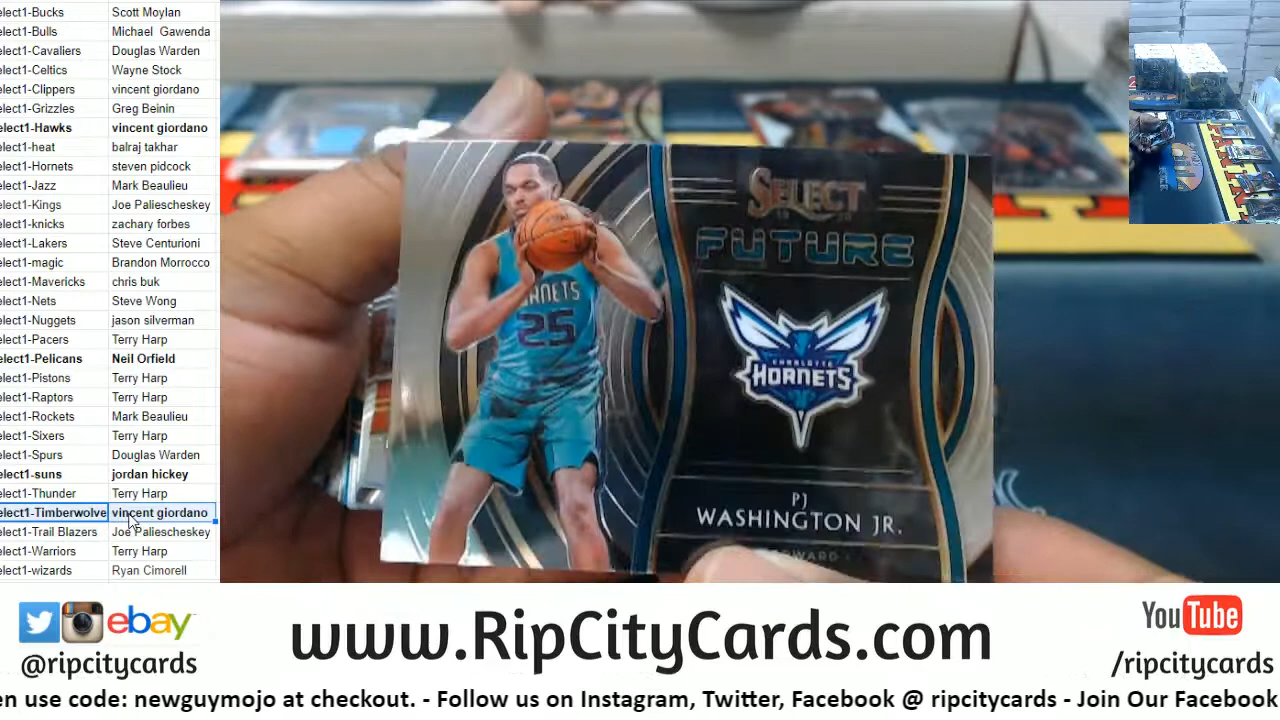 elect1-Bucks Scott Moylan
elect1-Bulls Michael Gawenda
elect1-Cavaliers Douglas Warden
elect1-Celtics Wayne Stock
elect1-Clippers vincent giordano
elect1-Grizzles Greg Beinin
elect1-Hawks vincent giordano
elect1-heat balraj takhar
elect1-Hornets steven pidcock
elect1-Jazz Mark Beaulieu
elect1-Kings Joe Paliescheskey
elect1-knicks zachary forbes
elect1-Lakers Steve Centurioni
elect1-magic Brandon Morrocco
elect1-Mavericks chris buk
elect1-Nets Steve Wong
elect1-Nuggets jason silverman
elect1-Pacers Terry Harp
elect1-Pelicans Neil Orfield
elect1-Pistons Terry Harp
elect1-Raptors Terry Harp
elect1-Rockets Mark Beaulieu
elect1-Sixers Terry Harp
elect1-Spurs Douglas Warden
elect1-suns jordan hickey
elect1-Thunder Terry Harp
elect1-Timberwolve vincent giordano
elect1-Trail Blazers Joe Paliescheskey
elect1-Warriors Terry Harp
elect1-wizards Ryan Cimorell
SELECT
FUTURE
CHARLOTTE
HORNETS
PJ
WASHINGTON JR.
HORNETS
25
ebay
@ripcitycards
www.RipCityCards.com
YouTube
/ripcitycards
en use code: newguymojo at checkout. - Follow us on Instagram, Twitter, Facebook @ ripcitycards - Join Our Facebook